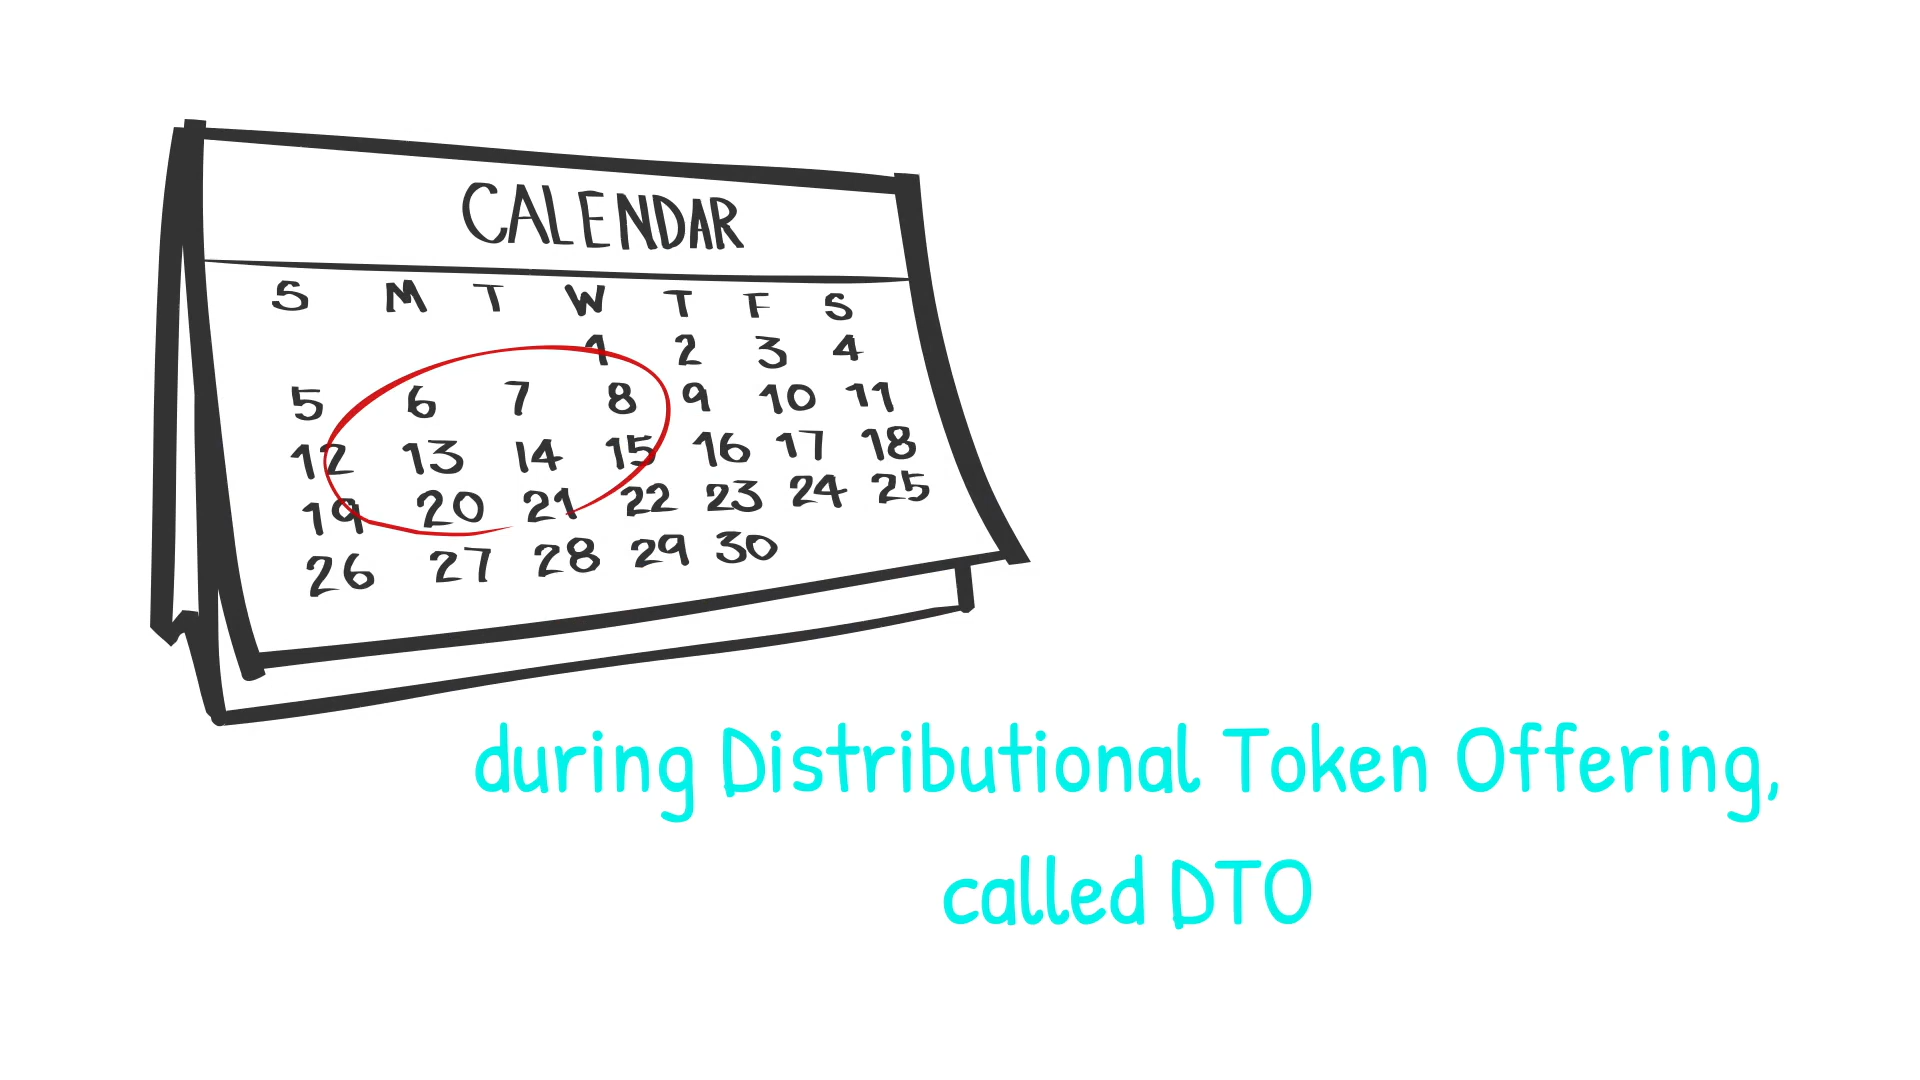 CALENDAR
S M T W T F S
1 2 3 4
5 6 7 8 9 10 11
12 13 14 15 16 17 18
19 20 21 22 23 24 25
26 27 28 29 30
during Distributional Token Offering,
called DTO